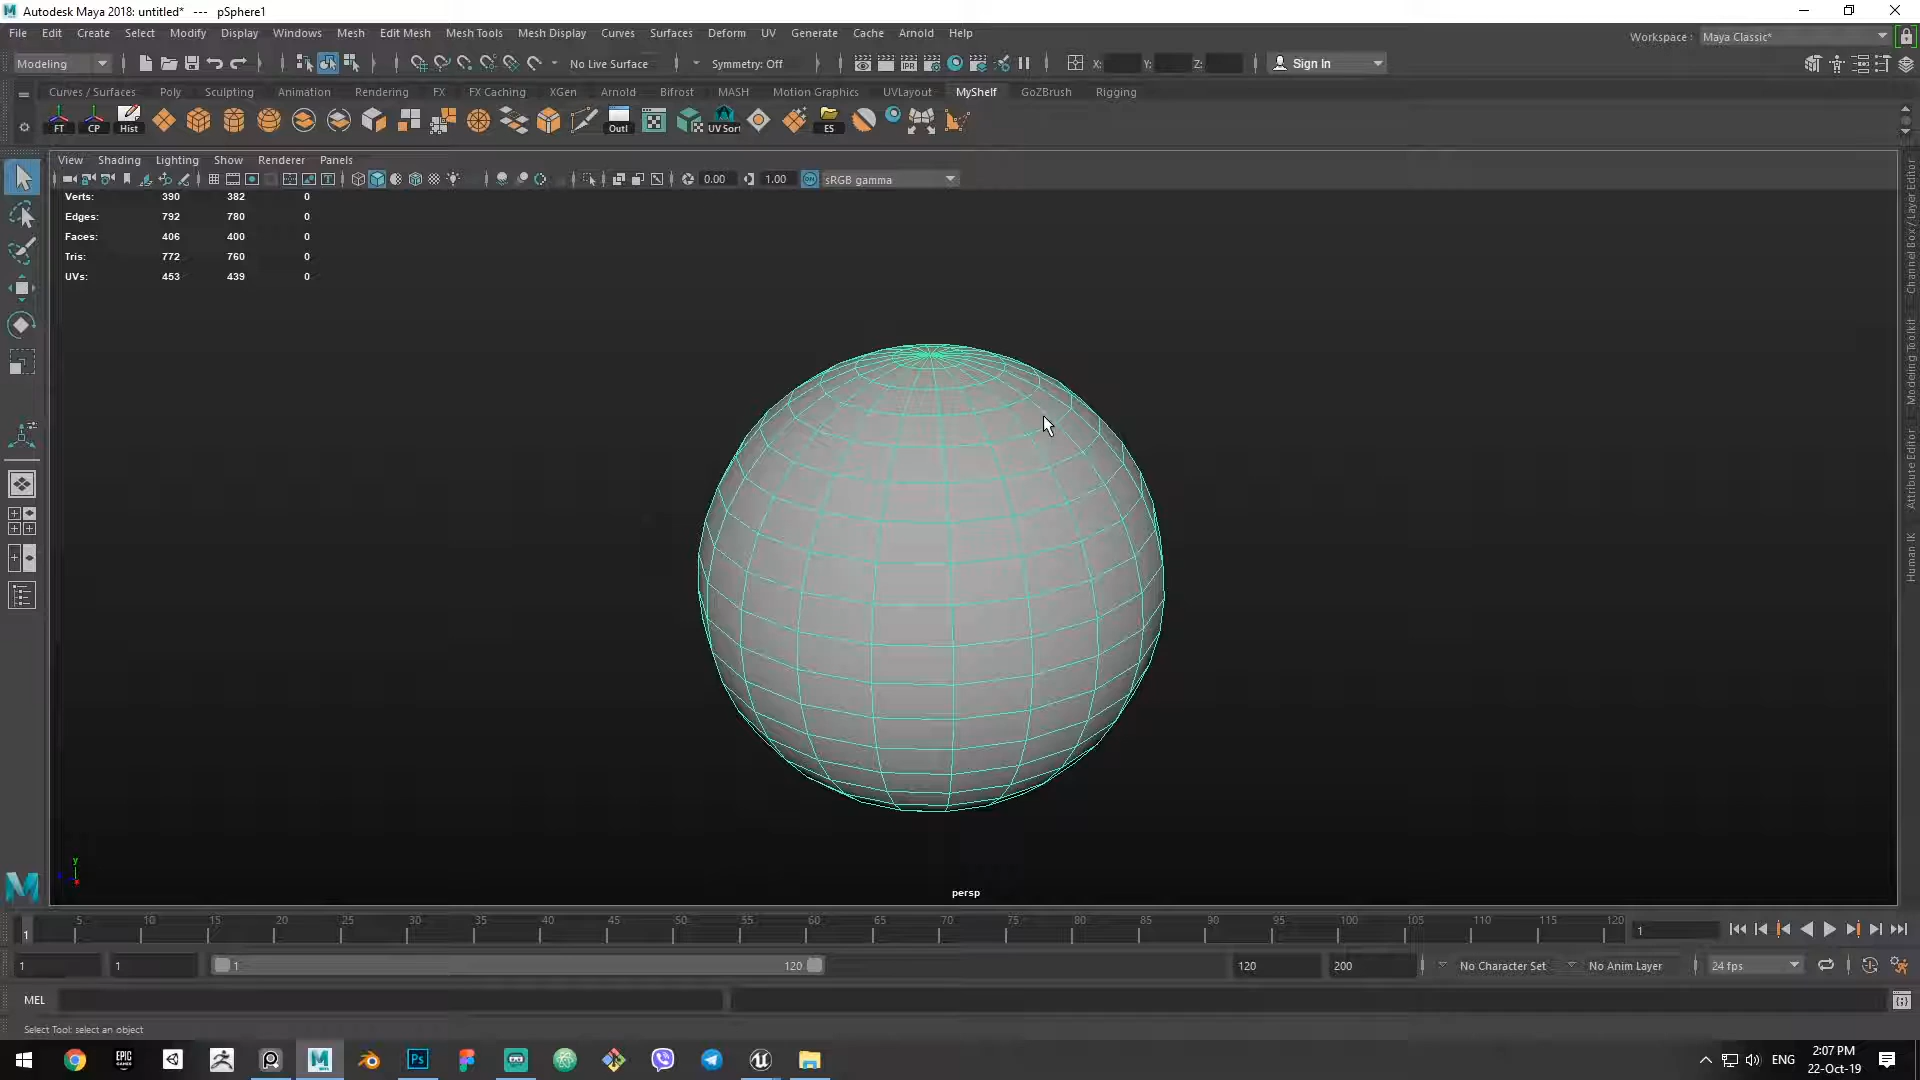 Autodesk Maya 2018: untitled* --- pSphere1
File Edit Create Select Modify Display Windows Mesh Edit Mesh Mesh Tools Mesh Display Curves Surfaces Deform UV Generate Cache Arnold Help
Workspace : Maya Classic*
Modeling No Live Surface Symmetry: Off IPR X: Y: Z: Sign In
Curves / Surfaces Poly Sculpting Animation Rendering FX FX Caching XGen Arnold Bifrost MASH Motion Graphics UVLayout MyShelf GoZBrush Rigging
FT CP Hist Outl UV Sort ES
View Shading Lighting Show Renderer Panels
0.00 1.00 ON sRGB gamma
Verts: 390 382 0
Edges: 792 780 0
Faces: 406 400 0
Tris: 772 760 0
UVs: 453 439 0
Channel Box / Layer Editor
Modeling Toolkit
Attribute Editor
Human IK
y
persp
5 10 15 20 25 30 35 40 45 50 55 60 65 70 75 80 85 90 95 100 105 110 115 120
1 1
1 1 1 120 120 200 No Character Set No Anim Layer 24 fps
MEL
Select Tool: select an object
EPIC GAMES Ps ENG 2:07 PM
22-Oct-19